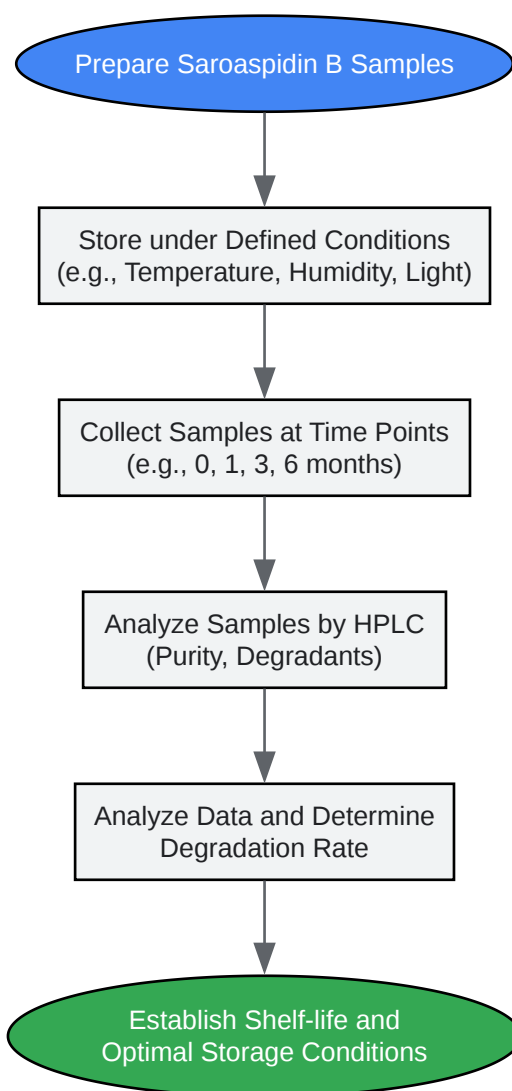 Prepare Saroaspidin B Samples
Store under Defined Conditions
(e.g., Temperature, Humidity, Light)
Collect Samples at Time Points
(e.g., 0, 1, 3, 6 months)
Analyze Samples by HPLC
(Purity, Degradants)
Analyze Data and Determine
Degradation Rate
Establish Shelf-life and
Optimal Storage Conditions